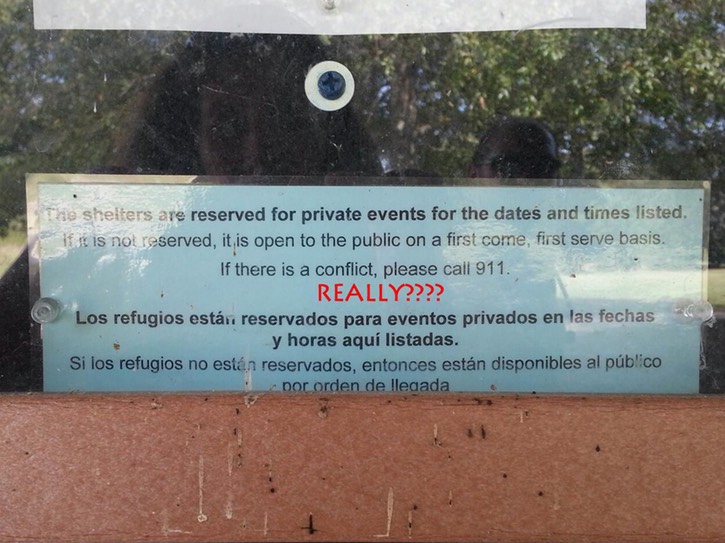 The shelters are reserved for private events for the dates and times listed.
If it is not reserved, it is open to the public on a first come, first serve basis.
If there is a conflict, please call 911.
REALLY????
Los refugios están reservados para eventos privados en las fechas
y horas aquí listadas.
Si los refugios no están reservados, entonces están disponibles al público
por orden de llegada